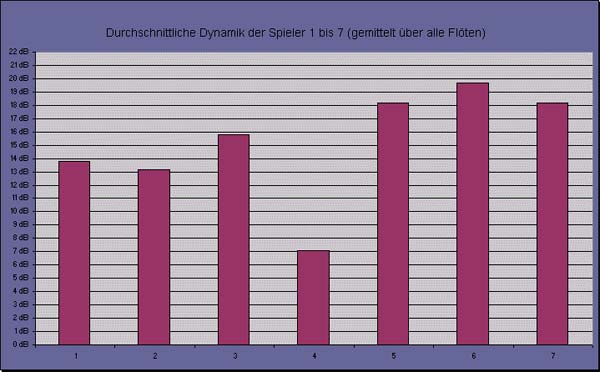 Durchschnittliche Dynamik der Spieler 1 bis 7 (gemittelt über alle Flöten)
22 dB
21 dB
20 dB
19 dB
18 dB
17 dB
16 dB
15 dB
14 dB
13 dB
12 dB
11 dB
10 dB
9 dB
8 dB
7 dB
6 dB
5 dB
4 dB
3 dB
2 dB
1 dB
0 dB
1 2 3 4 5 6 7